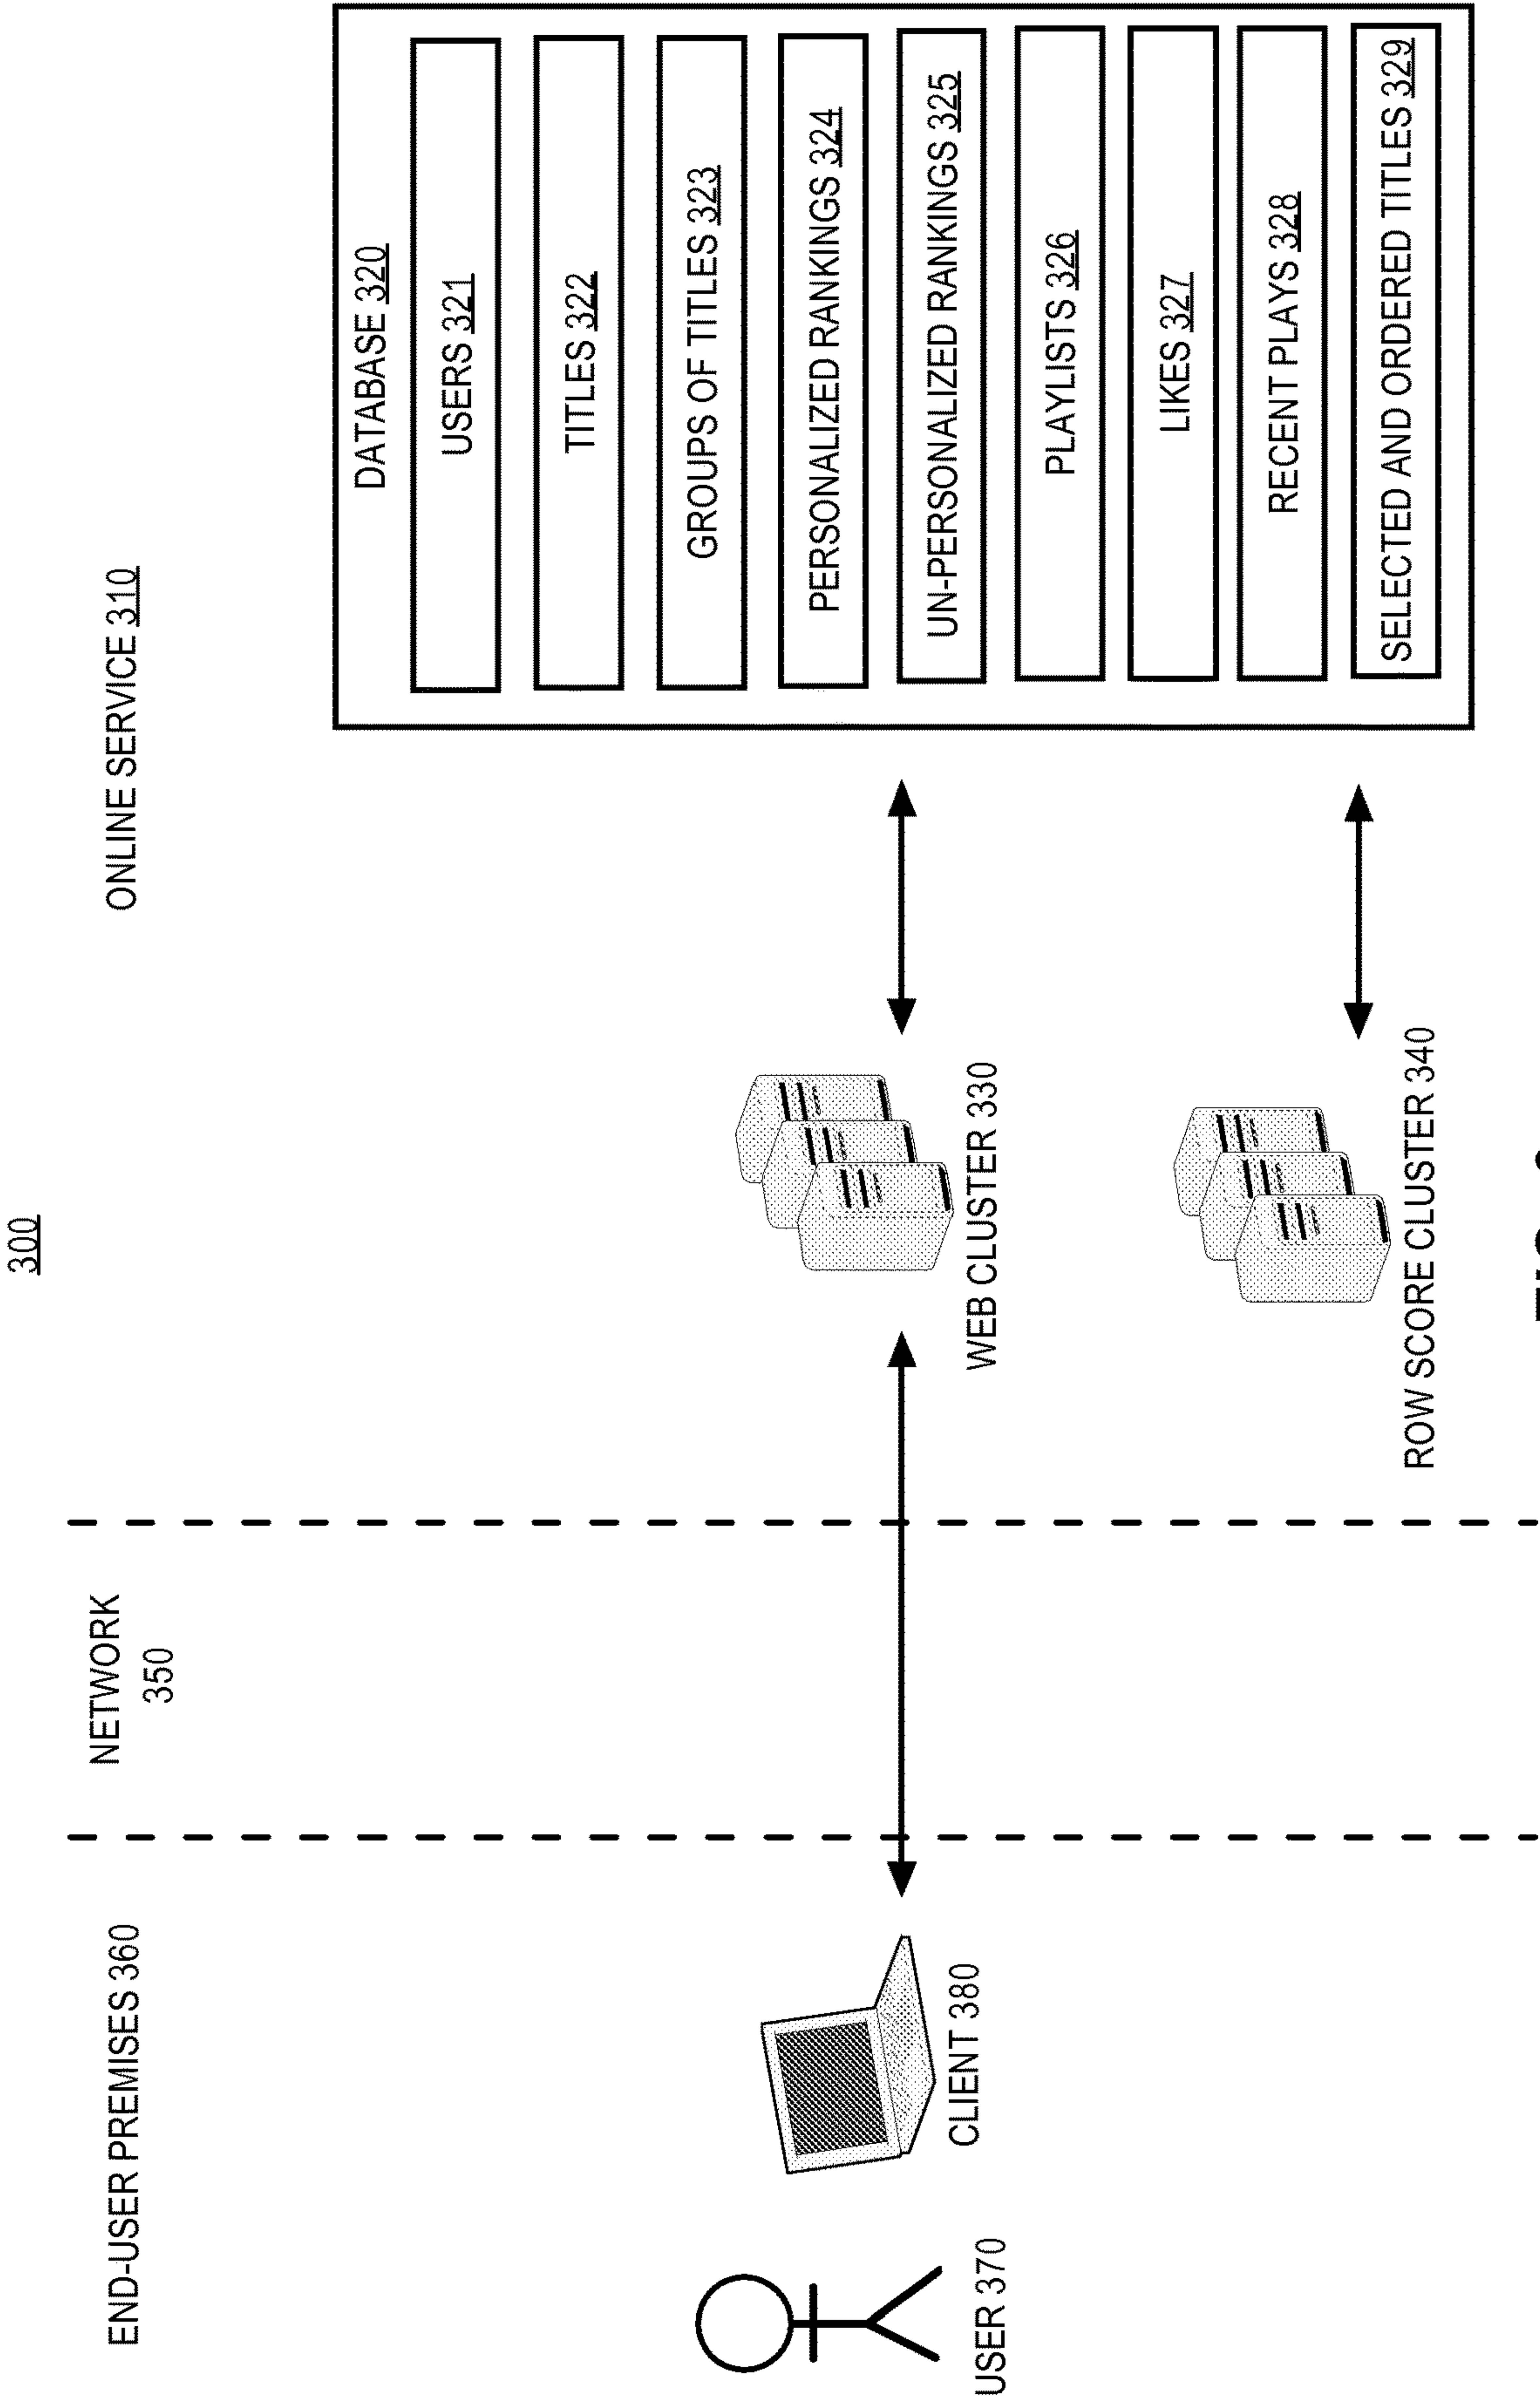 300
END-USER PREMISES 360
NETWORK
350
ONLINE SERVICE 310
DATABASE 320
USERS 321
TITLES 322
GROUPS OF TITLES 323
PERSONALIZED RANKINGS 324
UN-PERSONALIZED RANKINGS 325
PLAYLISTS 326
LIKES 327
RECENT PLAYS 328
SELECTED AND ORDERED TITLES 329
USER 370
CLIENT 380
WEB CLUSTER 330
ROW SCORE CLUSTER 340